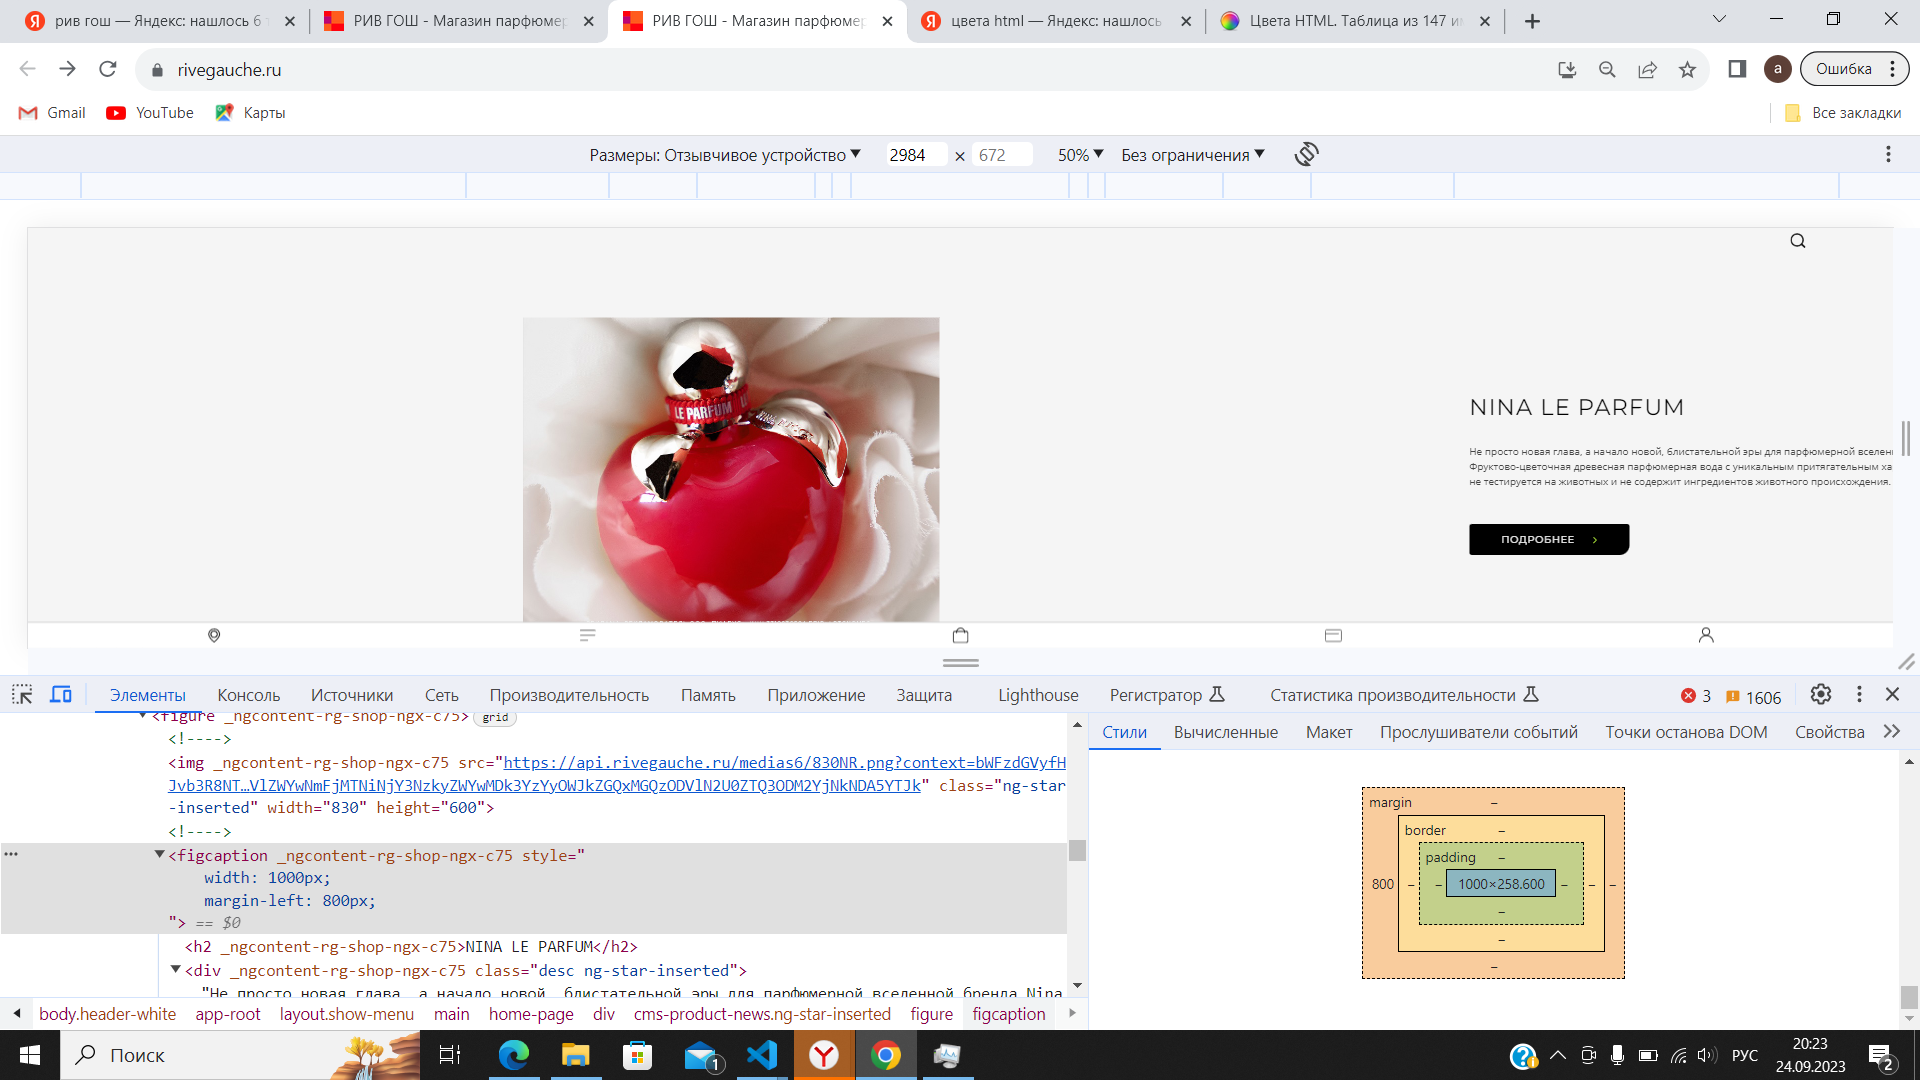 рив гош — Яндекс: нашлось 6
РИВ ГОШ - Магазин парфюмер
РИВ ГОШ - Магазин парфюмер
цвета html — Яндекс: нашлось
Цвета HTML. Таблица из 147 и
rivegauche.ru
a
Ошибка
Gmail
YouTube
Карты
Все закладки
Размеры: Отзывчивое устройство
2984 × 672
50%
Без ограничения
LE PARFUM
NINA LE PARFUM
Не просто новая глава, а начало новой, блистательной эры для парфюмерной вселен
Фруктово-цветочная древесная парфюмерная вода с уникальным притягательным ха
не тестируется на животных и не содержит ингредиентов животного происхождения.
ПОДРОБНЕЕ >
Элементы
Консоль
Источники
Сеть
Производительность
Память
Приложение
Защита
Lighthouse
Регистратор
Статистика производительности
3
1606
<figure _ngcontent-rg-shop-ngx-c75> grid
<!---->
<img _ngcontent-rg-shop-ngx-c75 src="https://api.rivegauche.ru/medias6/830NR.png?context=bWFzdGVyfH
Jvb3R8NT…VlZWYwNmFjMTNiNjY3NzkyZWYwMDk3YzYyOWJkZGQxMGQzODVlN2U0ZTQ3ODM2YjNkNDA5YTJk" class="ng-star
-inserted" width="830" height="600">
<!---->
<figcaption _ngcontent-rg-shop-ngx-c75 style="
width: 1000px;
margin-left: 800px;
"> == $0
<h2 _ngcontent-rg-shop-ngx-c75>NINA LE PARFUM</h2>
<div _ngcontent-rg-shop-ngx-c75 class="desc ng-star-inserted">
"Не просто новая глава, а начало новой, блистательной эры для парфюмерной вселенной бренда Nina
body.header-white
app-root
layout.show-menu
main
home-page
div
cms-product-news.ng-star-inserted
figure
figcaption
Стили
Вычисленные
Макет
Прослушиватели событий
Точки останова DOM
Свойства
margin –
border –
padding –
800 – – 1000×258.600 – – –
–
–
–
Поиск
1
РУС
20:23
24.09.2023
2